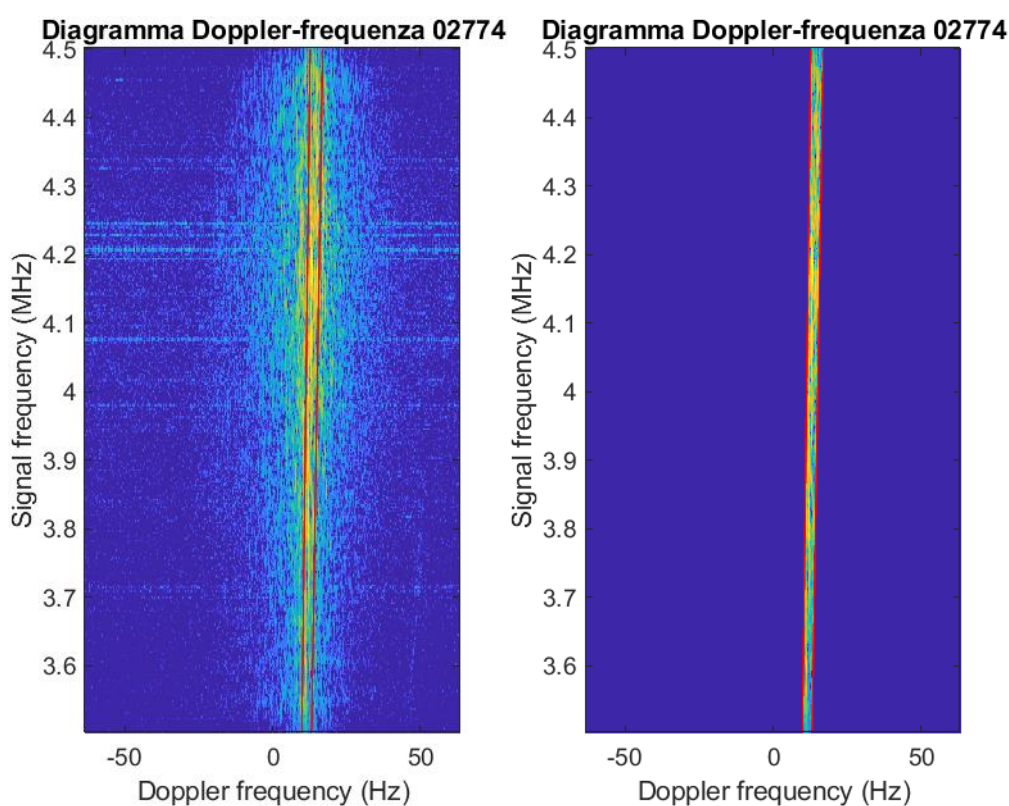 Diagramma Doppler-frequenza 02774
4.5
4.4
4.3
4.2
4.1
4
3.9
3.8
3.7
3.6
Signal frequency (MHz)
-50 0 50
Doppler frequency (Hz)
Diagramma Doppler-frequenza 02774
4.5
4.4
4.3
4.2
4.1
4
3.9
3.8
3.7
3.6
Signal frequency (MHz)
-50 0 50
Doppler frequency (Hz)